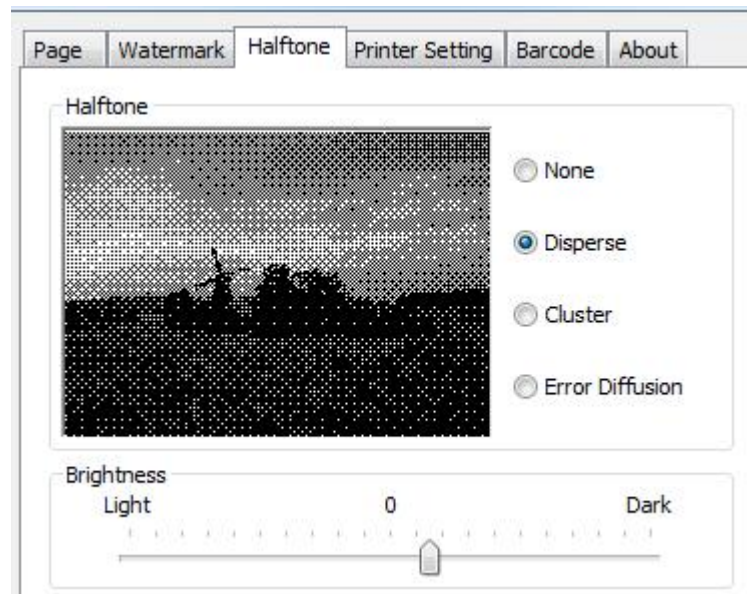 Page Watermark Halftone Printer Setting Barcode About
Halftone
None
Disperse
Cluster
Error Diffusion
Brightness
Light 0 Dark